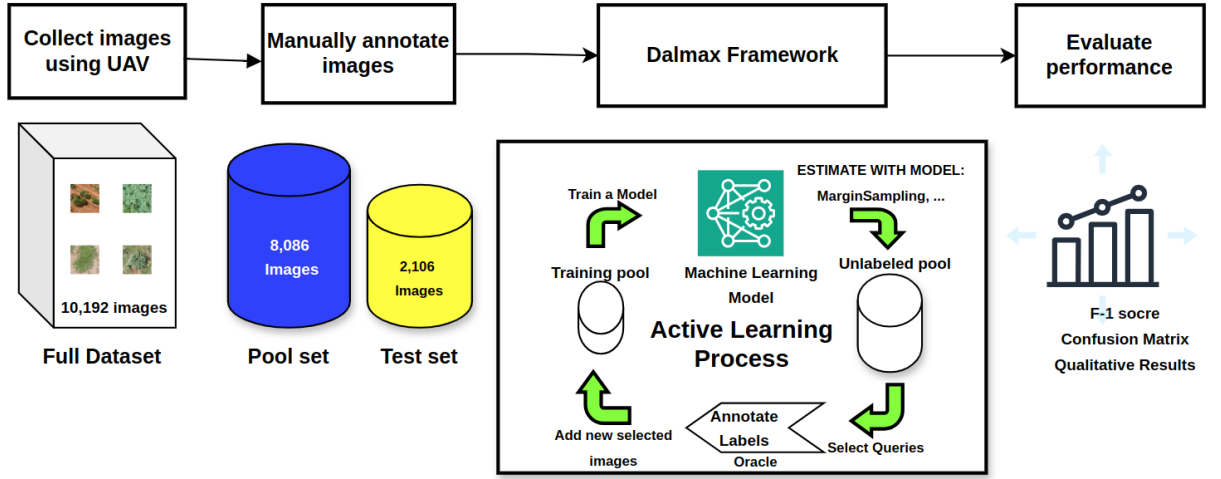 Collect images
using UAV
Manually annotate
images
Dalmax Framework
Evaluate
performance
10,192 images
Full Dataset
8,086
Images
Pool set
2,106
Images
Test set
Train a Model
ESTIMATE WITH MODEL:
MarginSampling, ...
Training pool
Machine Learning
Model
Unlabeled pool
Active Learning
Process
Add new selected
images
Annotate
Labels
Oracle
Select Queries
F-1 socre
Confusion Matrix
Qualitative Results